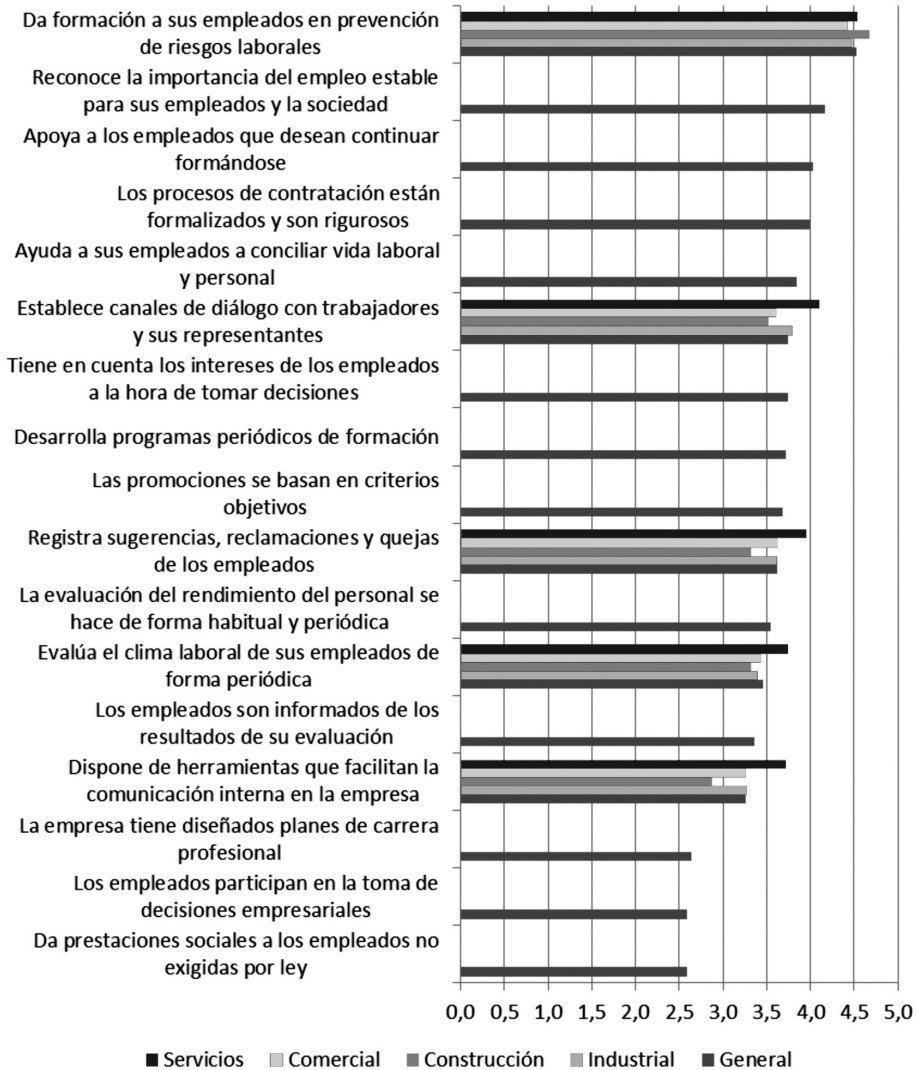 Da formación a sus empleados en prevención
de riesgos laborales
Reconoce la importancia del empleo estable
para sus empleados y la sociedad
Apoya a los empleados que desean continuar
formándose
Los procesos de contratación están
formalizados y son rigurosos
Ayuda a sus empleados a conciliar vida laboral
y personal
Establece canales de diálogo con trabajadores
y sus representantes
Tiene en cuenta los intereses de los empleados
a la hora de tomar decisiones
Desarrolla programas periódicos de formación
Las promociones se basan en criterios
objetivos
Registra sugerencias, reclamaciones y quejas
de los empleados
La evaluación del rendimiento del personal se
hace de forma habitual y periódica
Evalúa el clima laboral de sus empleados de
forma periódica
Los empleados son informados de los
resultados de su evaluación
Dispone de herramientas que facilitan la
comunicación interna en la empresa
La empresa tiene diseñados planes de carrera
profesional
Los empleados participan en la toma de
decisiones empresariales
Da prestaciones sociales a los empleados no
exigidas por ley
0,0 0,5 1,0 1,5 2,0 2,5 3,0 3,5 4,0 4,5 5,0
Servicios Comercial Construcción Industrial General